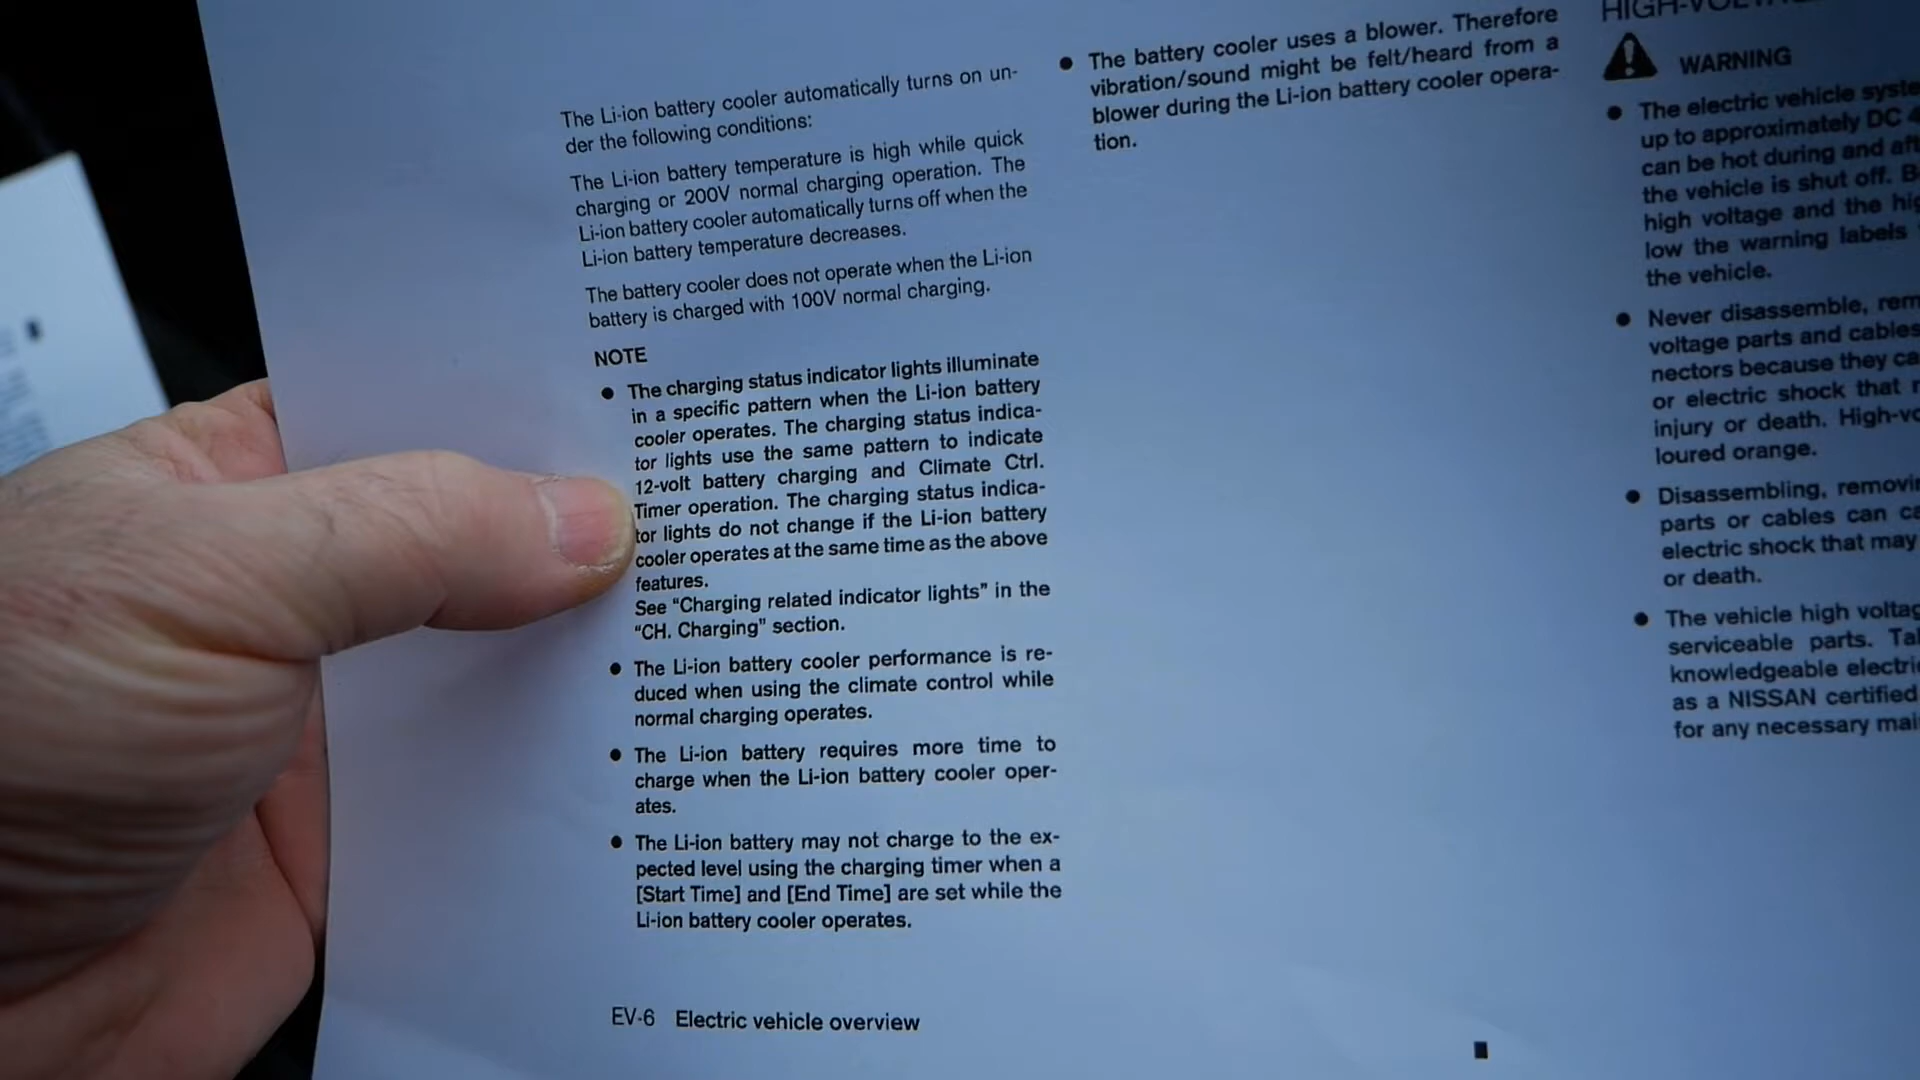 The Li-ion battery cooler automatically turns on un-
der the following conditions:
The Li-ion battery temperature is high while quick
charging or 200V normal charging operation. The
Li-ion battery cooler automatically turns off when the
Li-ion battery temperature decreases.
The battery cooler does not operate when the Li-ion
battery is charged with 100V normal charging.
NOTE
● The charging status indicator lights illuminate
in a specific pattern when the Li-ion battery
cooler operates. The charging status indica-
tor lights use the same pattern to indicate
12-volt battery charging and Climate Ctrl.
Timer operation. The charging status indica-
tor lights do not change if the Li-ion battery
cooler operates at the same time as the above
features.
See “Charging related indicator lights” in the
“CH. Charging” section.
● The Li-ion battery cooler performance is re-
duced when using the climate control while
normal charging operates.
● The Li-ion battery requires more time to
charge when the Li-ion battery cooler oper-
ates.
● The Li-ion battery may not charge to the ex-
pected level using the charging timer when a
[Start Time] and [End Time] are set while the
Li-ion battery cooler operates.
EV-6 Electric vehicle overview
● The battery cooler uses a blower. Therefore
vibration/sound might be felt/heard from a
blower during the Li-ion battery cooler opera-
tion.
WARNING
● The electric vehicle syste
up to approximately DC 4
can be hot during and aft
the vehicle is shut off. B
high voltage and the hig
low the warning labels
the vehicle.
● Never disassemble, rem
voltage parts and cables
nectors because they ca
or electric shock that
injury or death. High-vo
loured orange.
● Disassembling, removin
parts or cables can ca
electric shock that may
or death.
● The vehicle high voltag
serviceable parts. Tak
knowledgeable electric
as a NISSAN certified
for any necessary mai